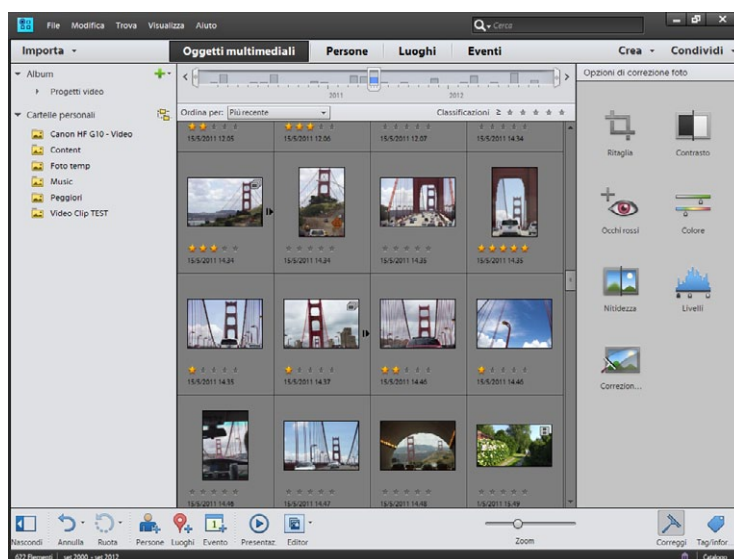 File Modifica Trova Visualizza Aiuto
Cerca
Importa
Oggetti multimediali Persone Luoghi Eventi
Crea Condividi
Album
Progetti video
Cartelle personali
Canon HF G10 - Video
Content
Foto temp
Music
Peggiori
Video Clip TEST
2011 2012
Ordina per: Più recente
Classificazioni ≥
15/5/2011 12.05 15/5/2011 12.06 15/5/2011 12.07 15/5/2011 14.34
15/5/2011 14.34 15/5/2011 14.34 15/5/2011 14.35 15/5/2011 14.35
15/5/2011 14.35 15/5/2011 14.37 15/5/2011 14.46 15/5/2011 14.46
15/5/2011 14.46 15/5/2011 14.47 15/5/2011 14.48 15/5/2011 15.49
Opzioni di correzione foto
Ritaglia Contrasto
Occhi rossi Colore
Nitidezza Livelli
Correzion...
Nascondi Annulla Ruota Persone Luoghi Evento Presentaz. Editor
Zoom
Correggi Tag/infor...
622 Elementi set 2000 - set 2012
Catalogo